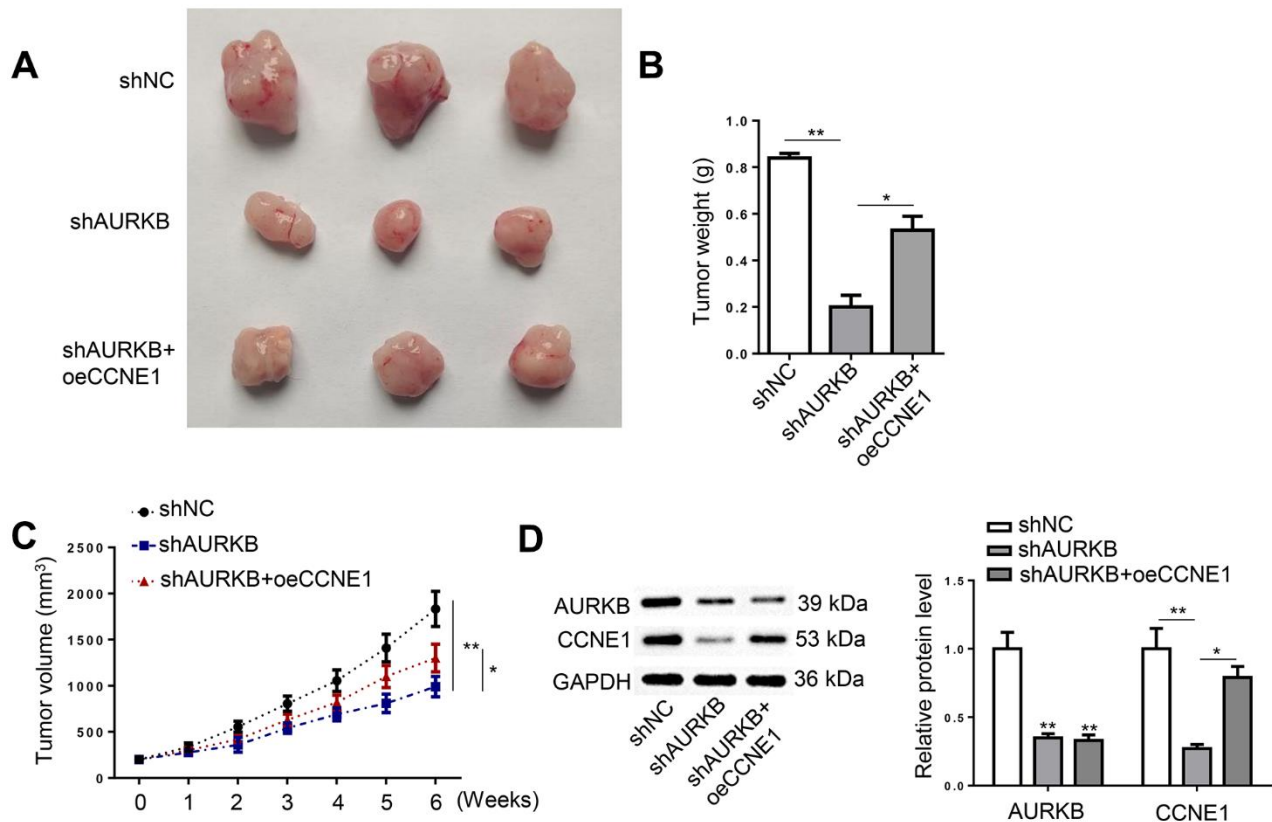 A
shNC
shAURKB
shAURKB+
oeCCNE1
B
Tumor weight (g)
1.0
0.8
0.6
0.4
0.2
0.0
**
*
shNC
shAURKB
shAURKB+
oeCCNE1
C
shNC
shAURKB
shAURKB+oeCCNE1
Tumor volume (mm³)
2500
2000
1500
1000
500
0
0 1 2 3 4 5 6 (Weeks)
**
*
D
AURKB 39 kDa
CCNE1 53 kDa
GAPDH 36 kDa
shNC
shAURKB
shAURKB+
oeCCNE1
shNC
shAURKB
shAURKB+oeCCNE1
Relative protein level
1.5
1.0
0.5
0.0
** **
**
*
AURKB CCNE1